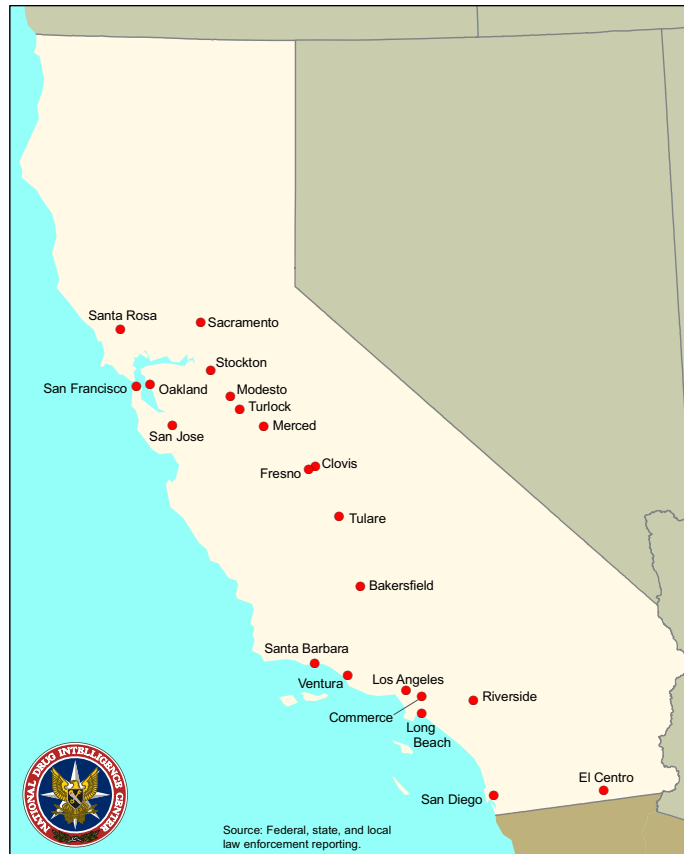 Santa Rosa
Sacramento
Stockton
San Francisco
Oakland
Modesto
Turlock
San Jose
Merced
Clovis
Fresno
Tulare
Bakersfield
Santa Barbara
Ventura
Los Angeles
Riverside
Commerce
Long
Beach
El Centro
San Diego
NATIONAL DRUG INTELLIGENCE CENTER
Source: Federal, state, and local
law enforcement reporting.